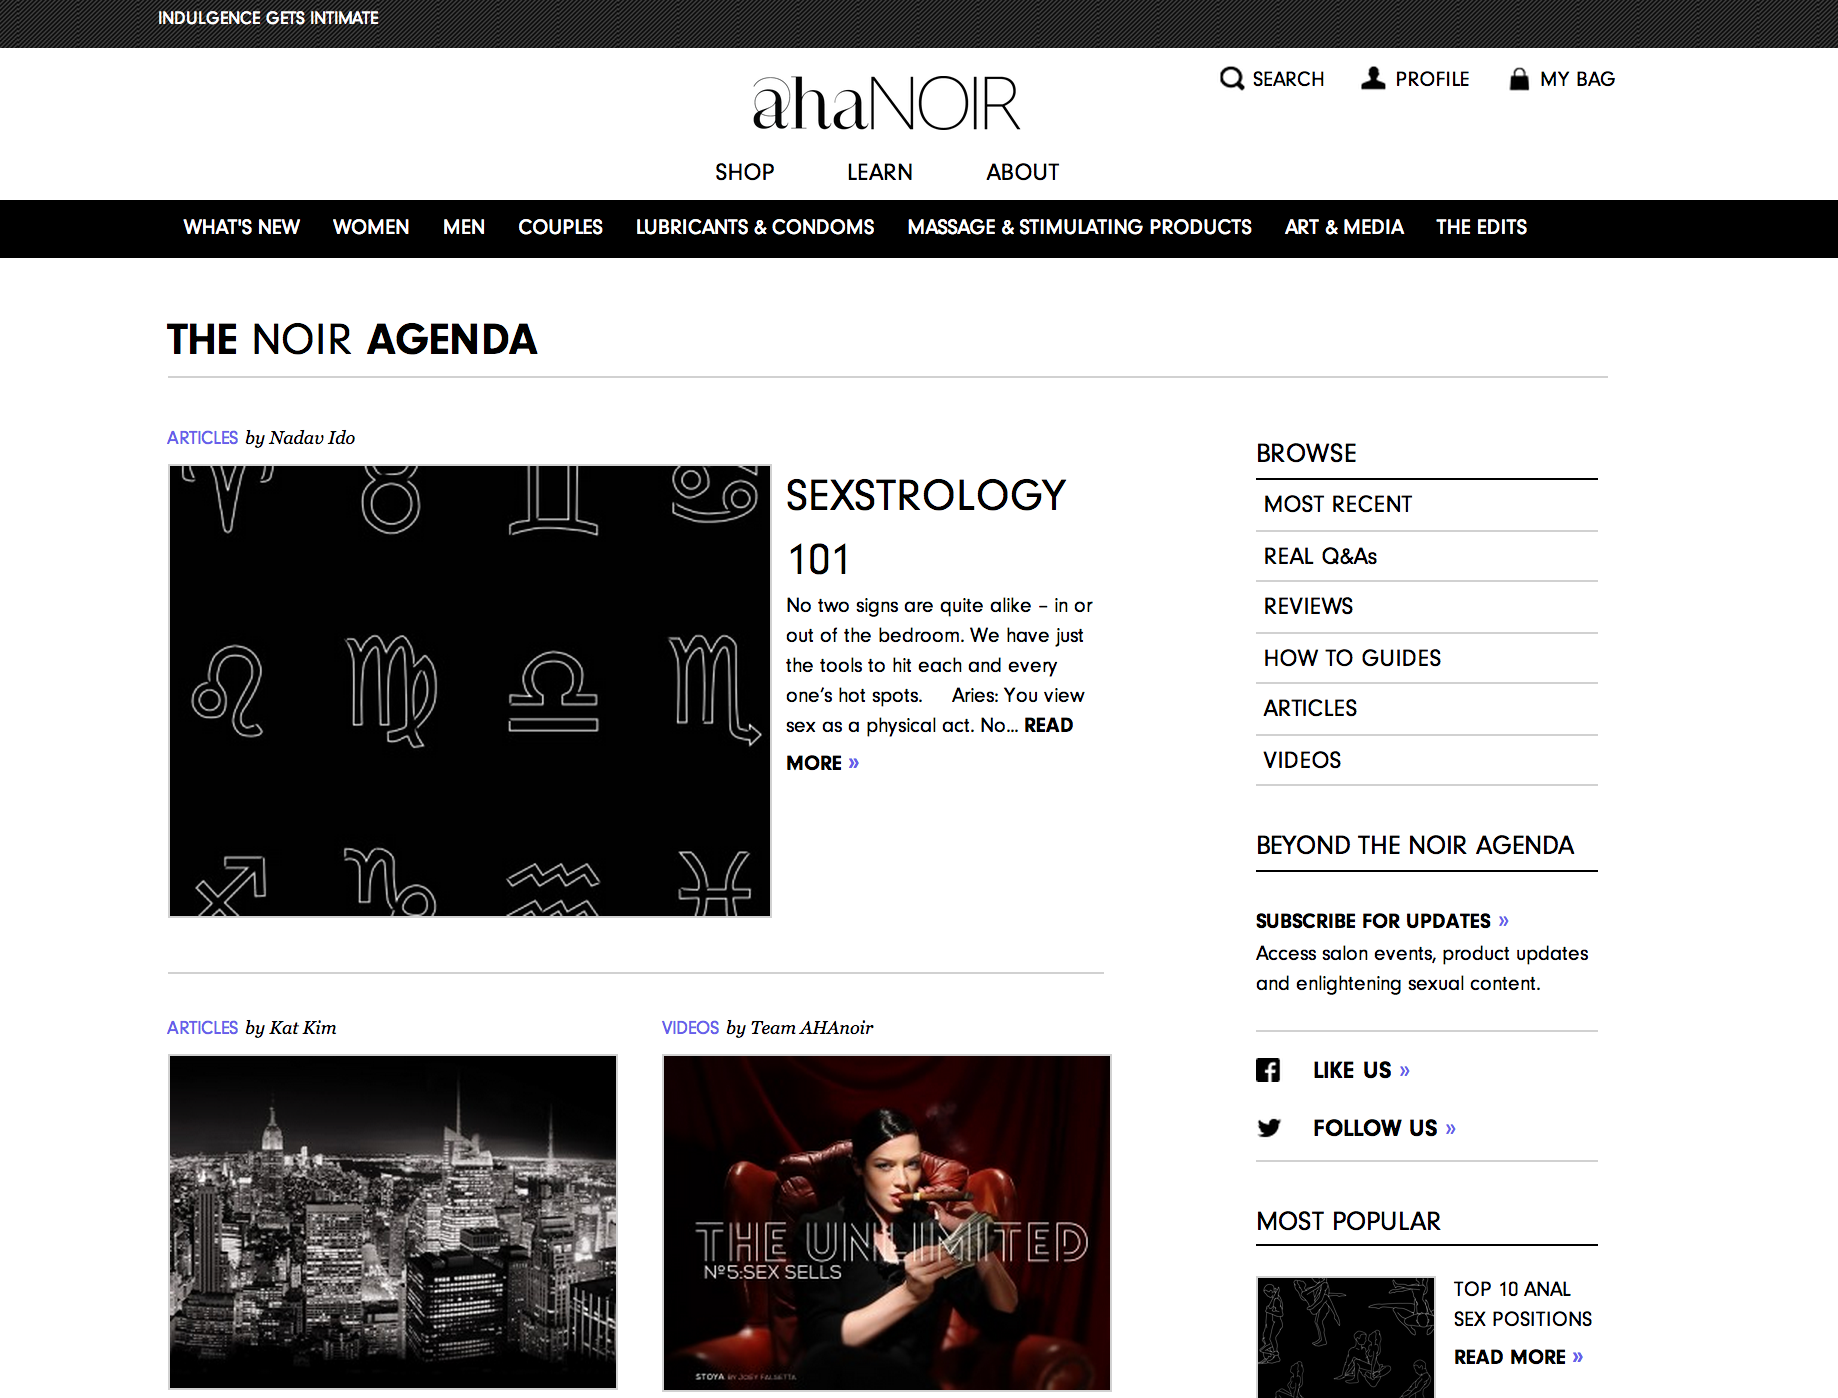 INDULGENCE GETS INTIMATE
ahaNOIR
SEARCH
PROFILE
MY BAG
SHOP
LEARN
ABOUT
WHAT'S NEW
WOMEN
MEN
COUPLES
LUBRICANTS & CONDOMS
MASSAGE & STIMULATING PRODUCTS
ART & MEDIA
THE EDITS
THE NOIR AGENDA
ARTICLES by Nadav Ido
SEXSTROLOGY
101
No two signs are quite alike – in or
out of the bedroom. We have just
the tools to hit each and every
one’s hot spots. Aries: You view
sex as a physical act. No... READ
MORE »
ARTICLES by Kat Kim
VIDEOS by Team AHAnoir
THE UNLIMITED
Nº5:SEX SELLS
STOYA BY JOEY FALSETTA
BROWSE
MOST RECENT
REAL Q&As
REVIEWS
HOW TO GUIDES
ARTICLES
VIDEOS
BEYOND THE NOIR AGENDA
SUBSCRIBE FOR UPDATES »
Access salon events, product updates
and enlightening sexual content.
LIKE US »
FOLLOW US »
MOST POPULAR
TOP 10 ANAL
SEX POSITIONS
READ MORE »